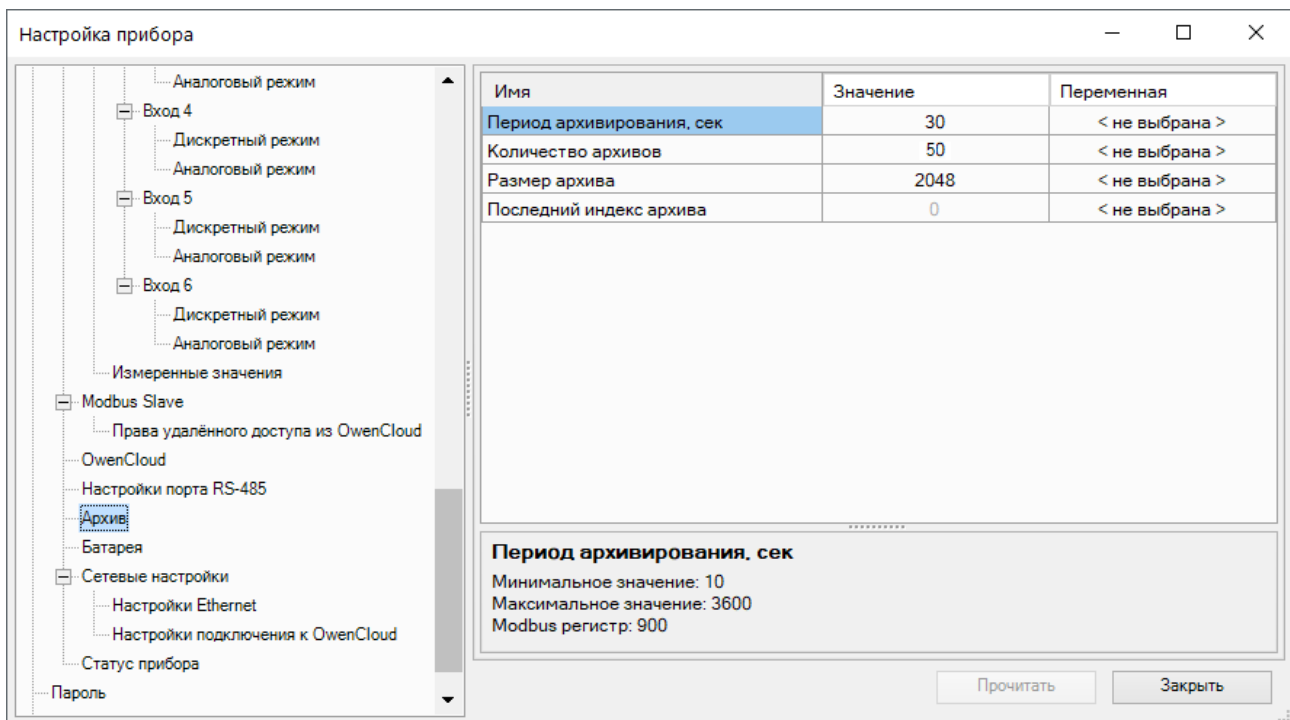 Настройка прибора
Аналоговый режим
Вход 4
Дискретный режим
Аналоговый режим
Вход 5
Дискретный режим
Аналоговый режим
Вход 6
Дискретный режим
Аналоговый режим
Измеренные значения
Modbus Slave
Права удалённого доступа из OwenCloud
OwenCloud
Настройки порта RS-485
Архив
Батарея
Сетевые настройки
Настройки Ethernet
Настройки подключения к OwenCloud
Статус прибора
Пароль
Имя Значение Переменная
Период архивирования, сек 30 < не выбрана >
Количество архивов 50 < не выбрана >
Размер архива 2048 < не выбрана >
Последний индекс архива 0 < не выбрана >
Период архивирования, сек
Минимальное значение: 10
Максимальное значение: 3600
Modbus регистр: 900
Прочитать Закрыть